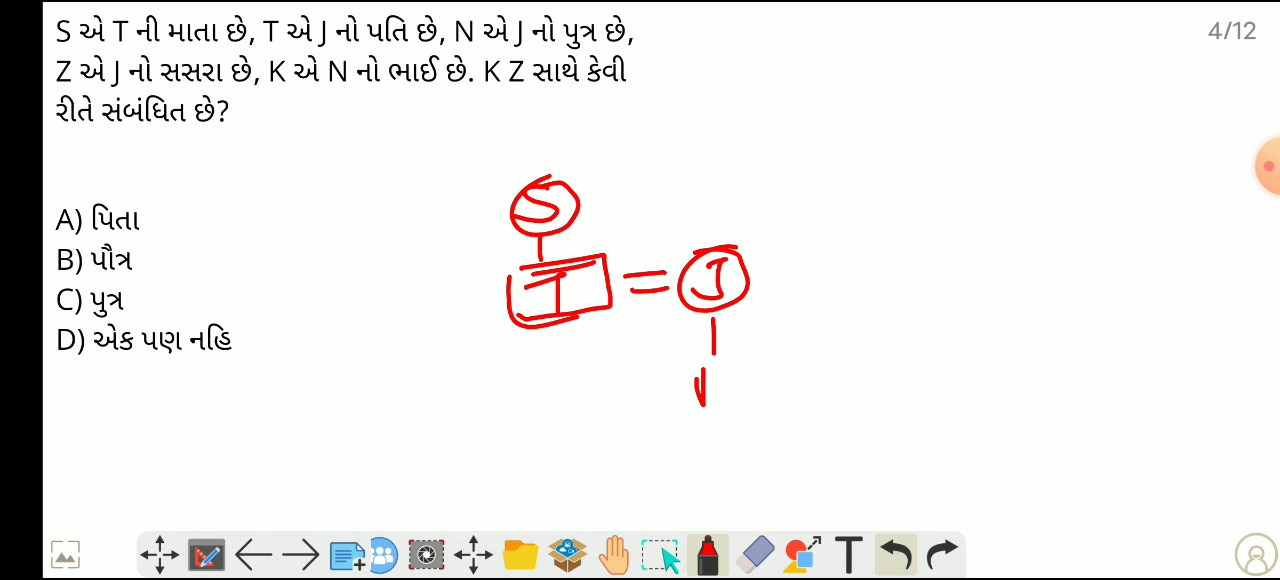 S એ T ની માતા છે, T એ J નો પતિ છે, N એ J નો પુત્ર છે,
4/12
Z એ J નો સસરા છે, K એ N નો ભાઈ છે. K Z સાથે કેવી
રીતે સંબંધિત છે?
A) પિતા
B) પૌત્ર
C) પુત્ર
D) એક પણ નહિ
S
T = J
T